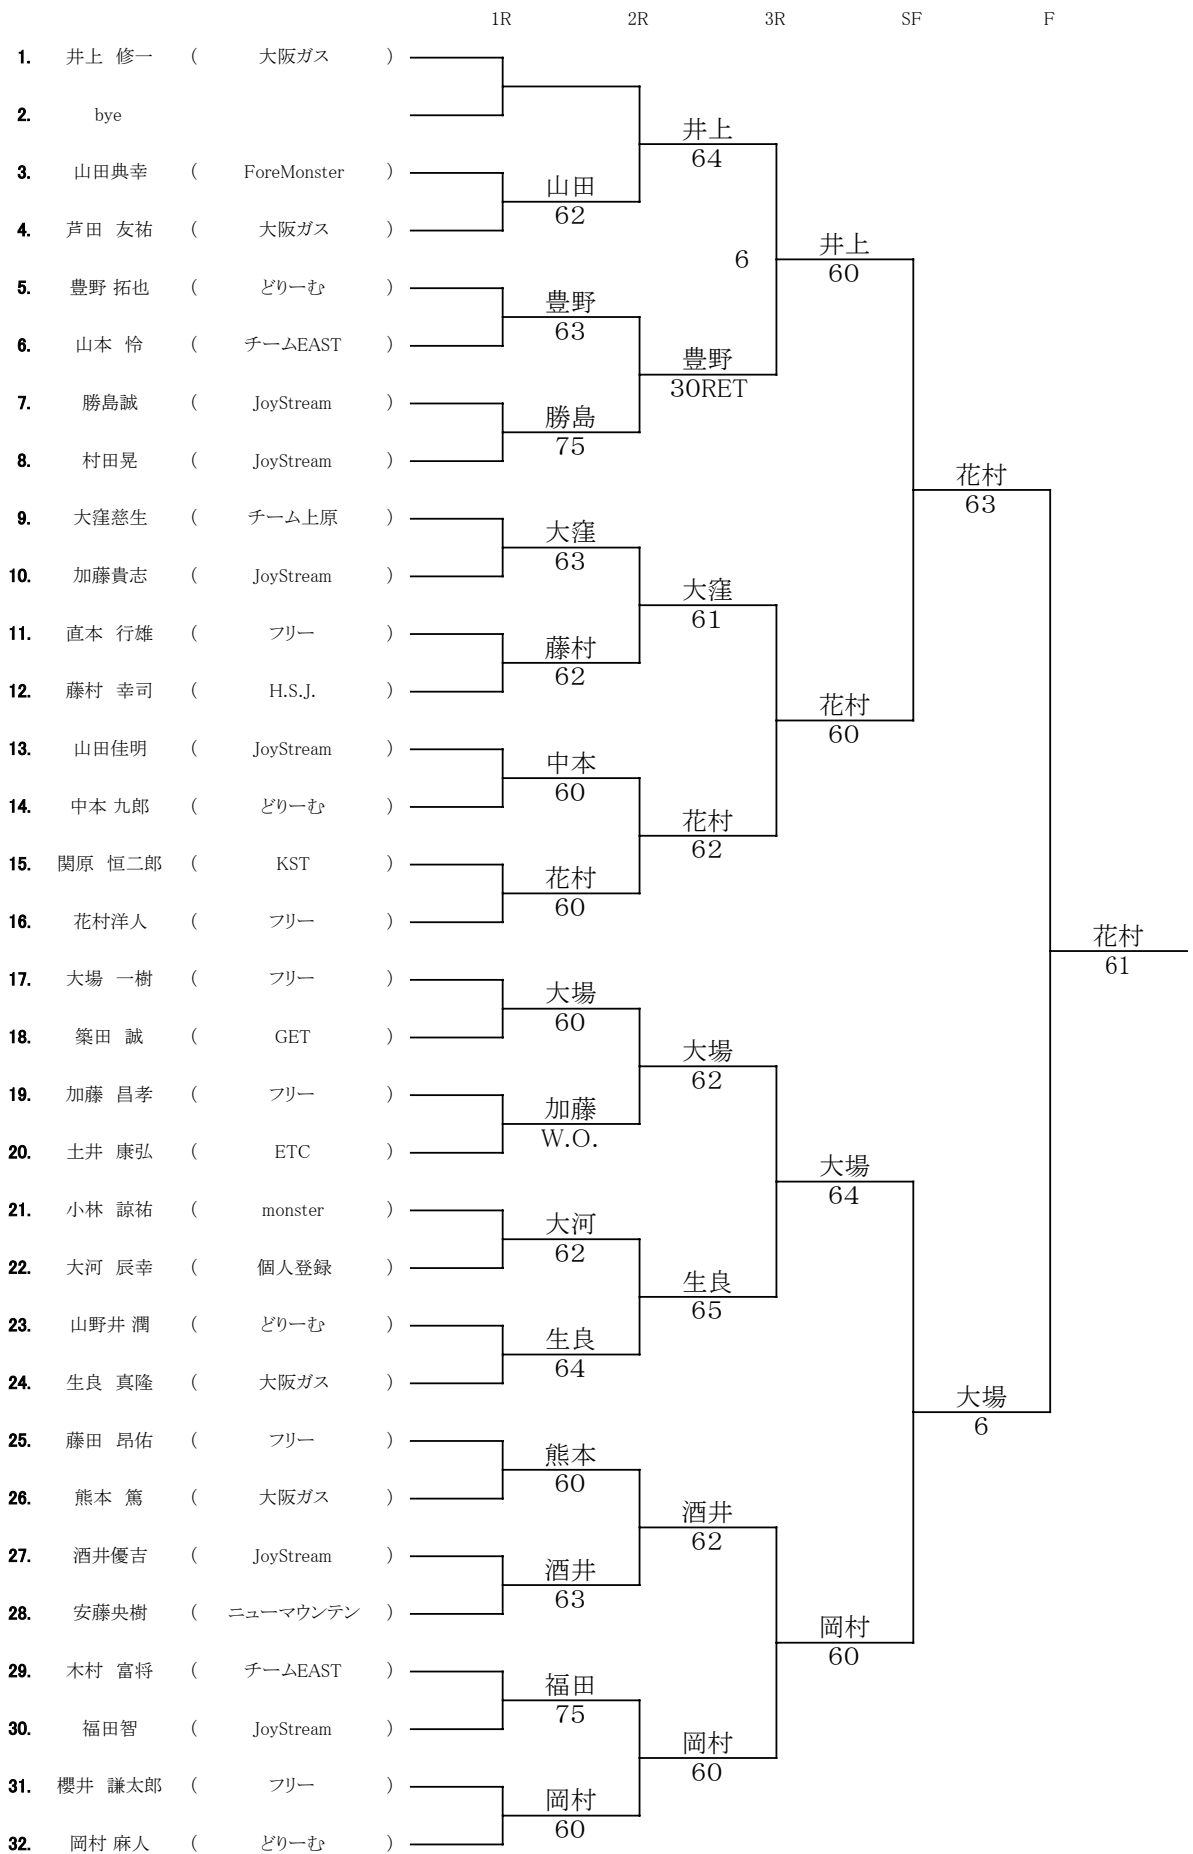 1R 2R 3R SF F
1. 井上 修一 ( 大阪ガス )
2. bye
井上
3. 山田典幸 ( ForeMonster )
64
山田
62
4. 芦田 友祐 ( 大阪ガス )
井上
6
60
5. 豊野 拓也 ( どりーむ )
豊野
63
6. 山本 怜 ( チームEAST )
豊野
30RET
7. 勝島誠 ( JoyStream )
勝島
75
8. 村田晃 ( JoyStream )
花村
63
9. 大窪慈生 ( チーム上原 )
大窪
63
10. 加藤貴志 ( JoyStream )
大窪
61
11. 直本 行雄 ( フリー )
藤村
62
12. 藤村 幸司 ( H.S.J. )
花村
60
13. 山田佳明 ( JoyStream )
中本
60
14. 中本 九郎 ( どりーむ )
花村
62
15. 関原 恒二郎 ( KST )
花村
60
16. 花村洋人 ( フリー )
花村
61
17. 大場 一樹 ( フリー )
大場
60
18. 築田 誠 ( GET )
大場
62
19. 加藤 昌孝 ( フリー )
加藤
W.O.
20. 土井 康弘 ( ETC )
大場
64
21. 小林 諒祐 ( monster )
大河
62
22. 大河 辰幸 ( 個人登録 )
生良
65
23. 山野井 潤 ( どりーむ )
生良
64
24. 生良 真隆 ( 大阪ガス )
大場
6
25. 藤田 昂佑 ( フリー )
熊本
60
26. 熊本 篤 ( 大阪ガス )
酒井
62
27. 酒井優吉 ( JoyStream )
酒井
63
28. 安藤央樹 ( ニューマウンテン )
岡村
60
29. 木村 富将 ( チームEAST )
福田
75
30. 福田智 ( JoyStream )
岡村
60
31. 櫻井 謙太郎 ( フリー )
岡村
60
32. 岡村 麻人 ( どりーむ )